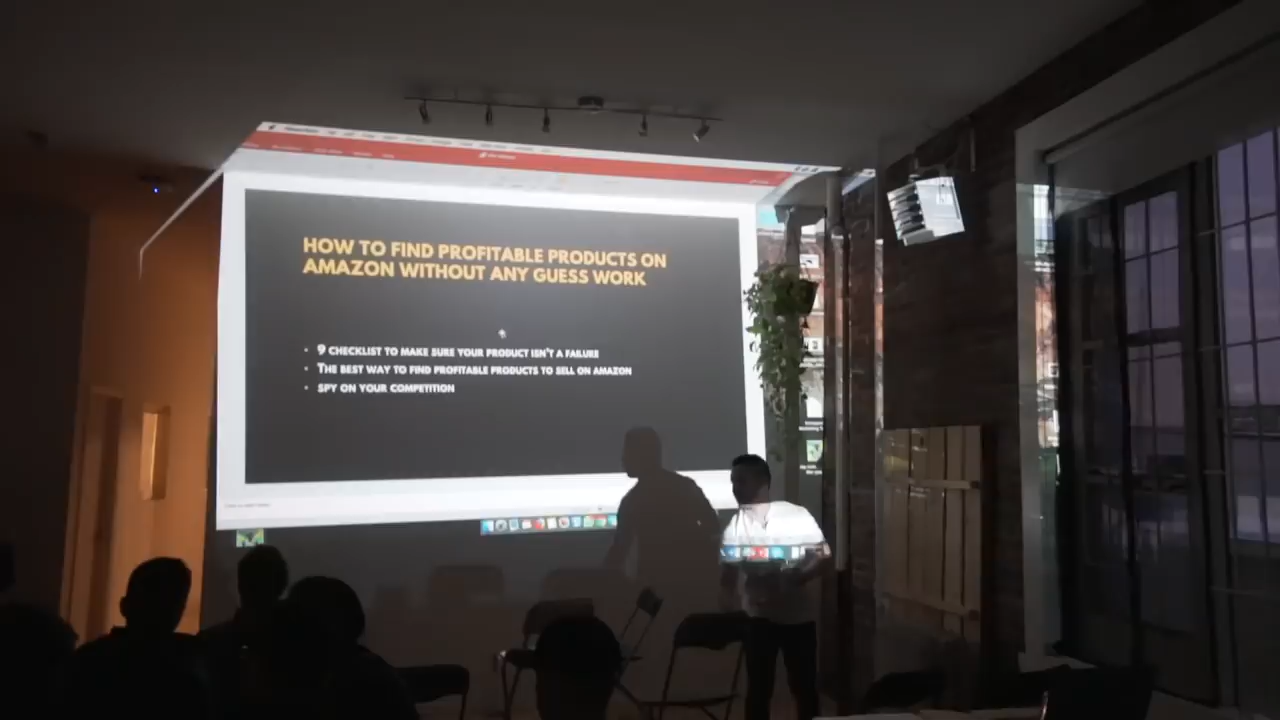 HOW TO FIND PROFITABLE PRODUCTS ON
AMAZON WITHOUT ANY GUESS WORK
• 9 CHECKLIST TO MAKE SURE YOUR PRODUCT ISN'T A FAILURE
• THE BEST WAY TO FIND PROFITABLE PRODUCTS TO SELL ON AMAZON
• SPY ON YOUR COMPETITION